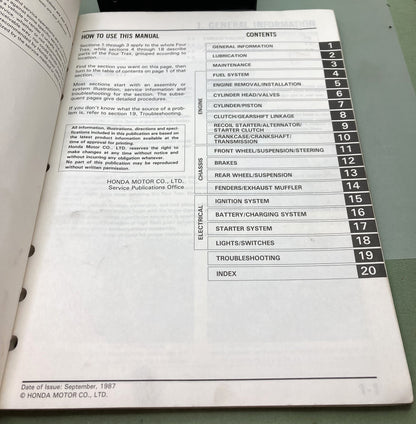 HOW TO USE THIS MANUAL
Sections 1 through 3 apply to the whole Four
Trax, while sections 4 through 18 describe
parts of the Four Trax, grouped according to
location.
Find the section you want on this page, then
turn to the table of contents on page 1 of that
section.
Most sections start with an assembly or
system illustration, service information and
troubleshooting for the section. The subse-
quent pages give detailed procedures.
If you don't know what the source of a prob-
lem is, refer to section 19, Troubleshooting.
All information, illustrations, directions and speci-
fications included in this publication are based on
the latest product information available at the
time of approval for printing.
Honda Motor CO., LTD. reserves the right to
make changes at any time without notice and
without incurring any obligation whatever.
No part of this publication may be reproduced
without written permission.
HONDA MOTOR CO., LTD.
Service Publications Office
Date of Issue: September, 1987
© HONDA MOTOR CO., LTD.
CONTENTS
GENERAL INFORMATION 1
LUBRICATION 2
MAINTENANCE 3
ENGINE
FUEL SYSTEM 4
ENGINE REMOVAL/INSTALLATION 5
CYLINDER HEAD/VALVES 6
CYLINDER/PISTON 7
CLUTCH/GEARSHIFT LINKAGE 8
RECOIL STARTER/ALTERNATOR/
STARTER CLUTCH 9
CRANKCASE/CRANKSHAFT/
TRANSMISSION 10
CHASSIS
FRONT WHEEL/SUSPENSION/STEERING 11
BRAKES 12
REAR WHEEL/SUSPENSION 13
FENDERS/EXHAUST MUFFLER 14
ELECTRICAL
IGNITION SYSTEM 15
BATTERY/CHARGING SYSTEM 16
STARTER SYSTEM 17
LIGHTS/SWITCHES 18
TROUBLESHOOTING 19
INDEX 20